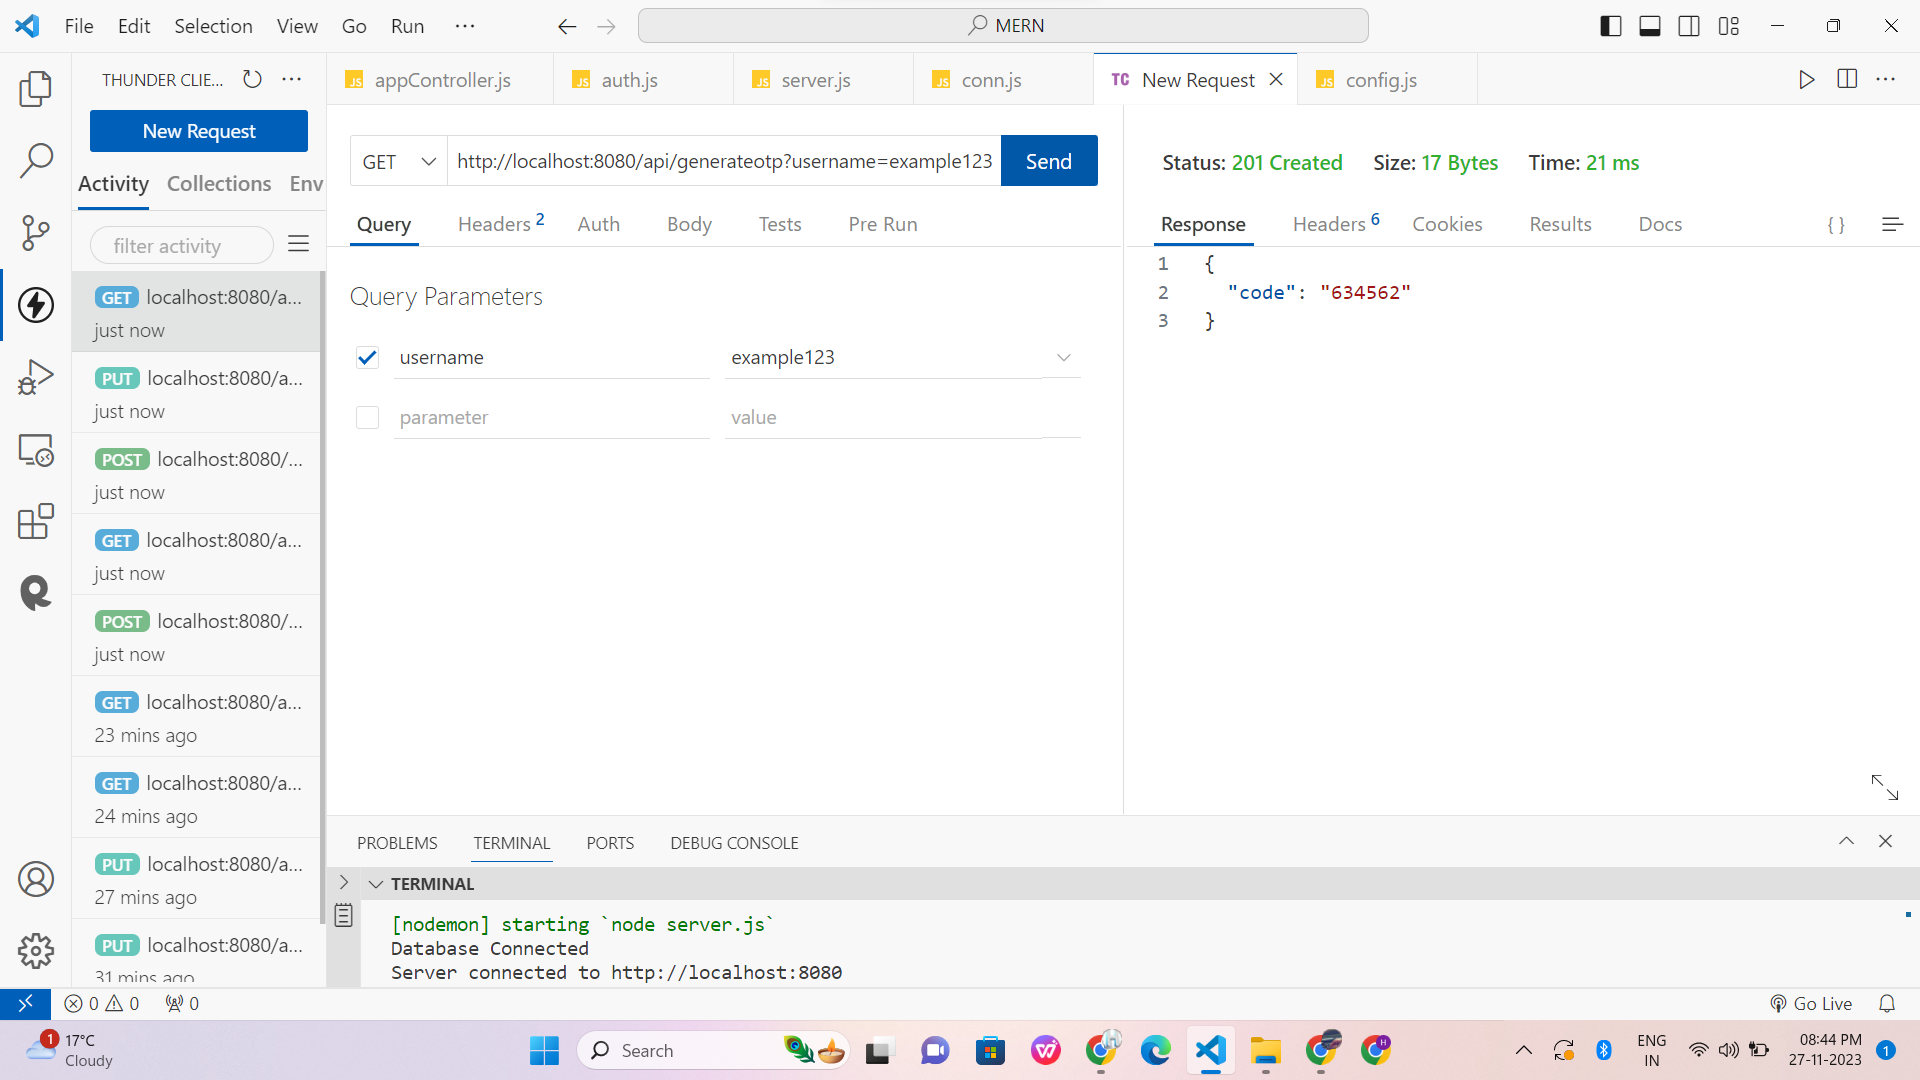 File Edit Selection View Go Run ... MERN
THUNDER CLIE... ...
New Request
Activity Collections Env
filter activity
GET localhost:8080/a...
just now
PUT localhost:8080/a...
just now
POST localhost:8080/...
just now
GET localhost:8080/a...
just now
POST localhost:8080/...
just now
GET localhost:8080/a...
23 mins ago
GET localhost:8080/a...
24 mins ago
PUT localhost:8080/a...
27 mins ago
PUT localhost:8080/a...
31 mins ago
JS appController.js JS auth.js JS server.js JS conn.js TC New Request JS config.js
GET http://localhost:8080/api/generateotp?username=example123 Send
Query Headers 2 Auth Body Tests Pre Run
Query Parameters
username example123
parameter value
Status: 201 Created Size: 17 Bytes Time: 21 ms
Response Headers 6 Cookies Results Docs { }
1 {
2 "code": "634562"
3 }
PROBLEMS TERMINAL PORTS DEBUG CONSOLE
TERMINAL
[nodemon] starting `node server.js`
Database Connected
Server connected to http://localhost:8080
0 0 0 Go Live
1 17°C
Cloudy
Search
H
ENG
IN
08:44 PM
27-11-2023
1